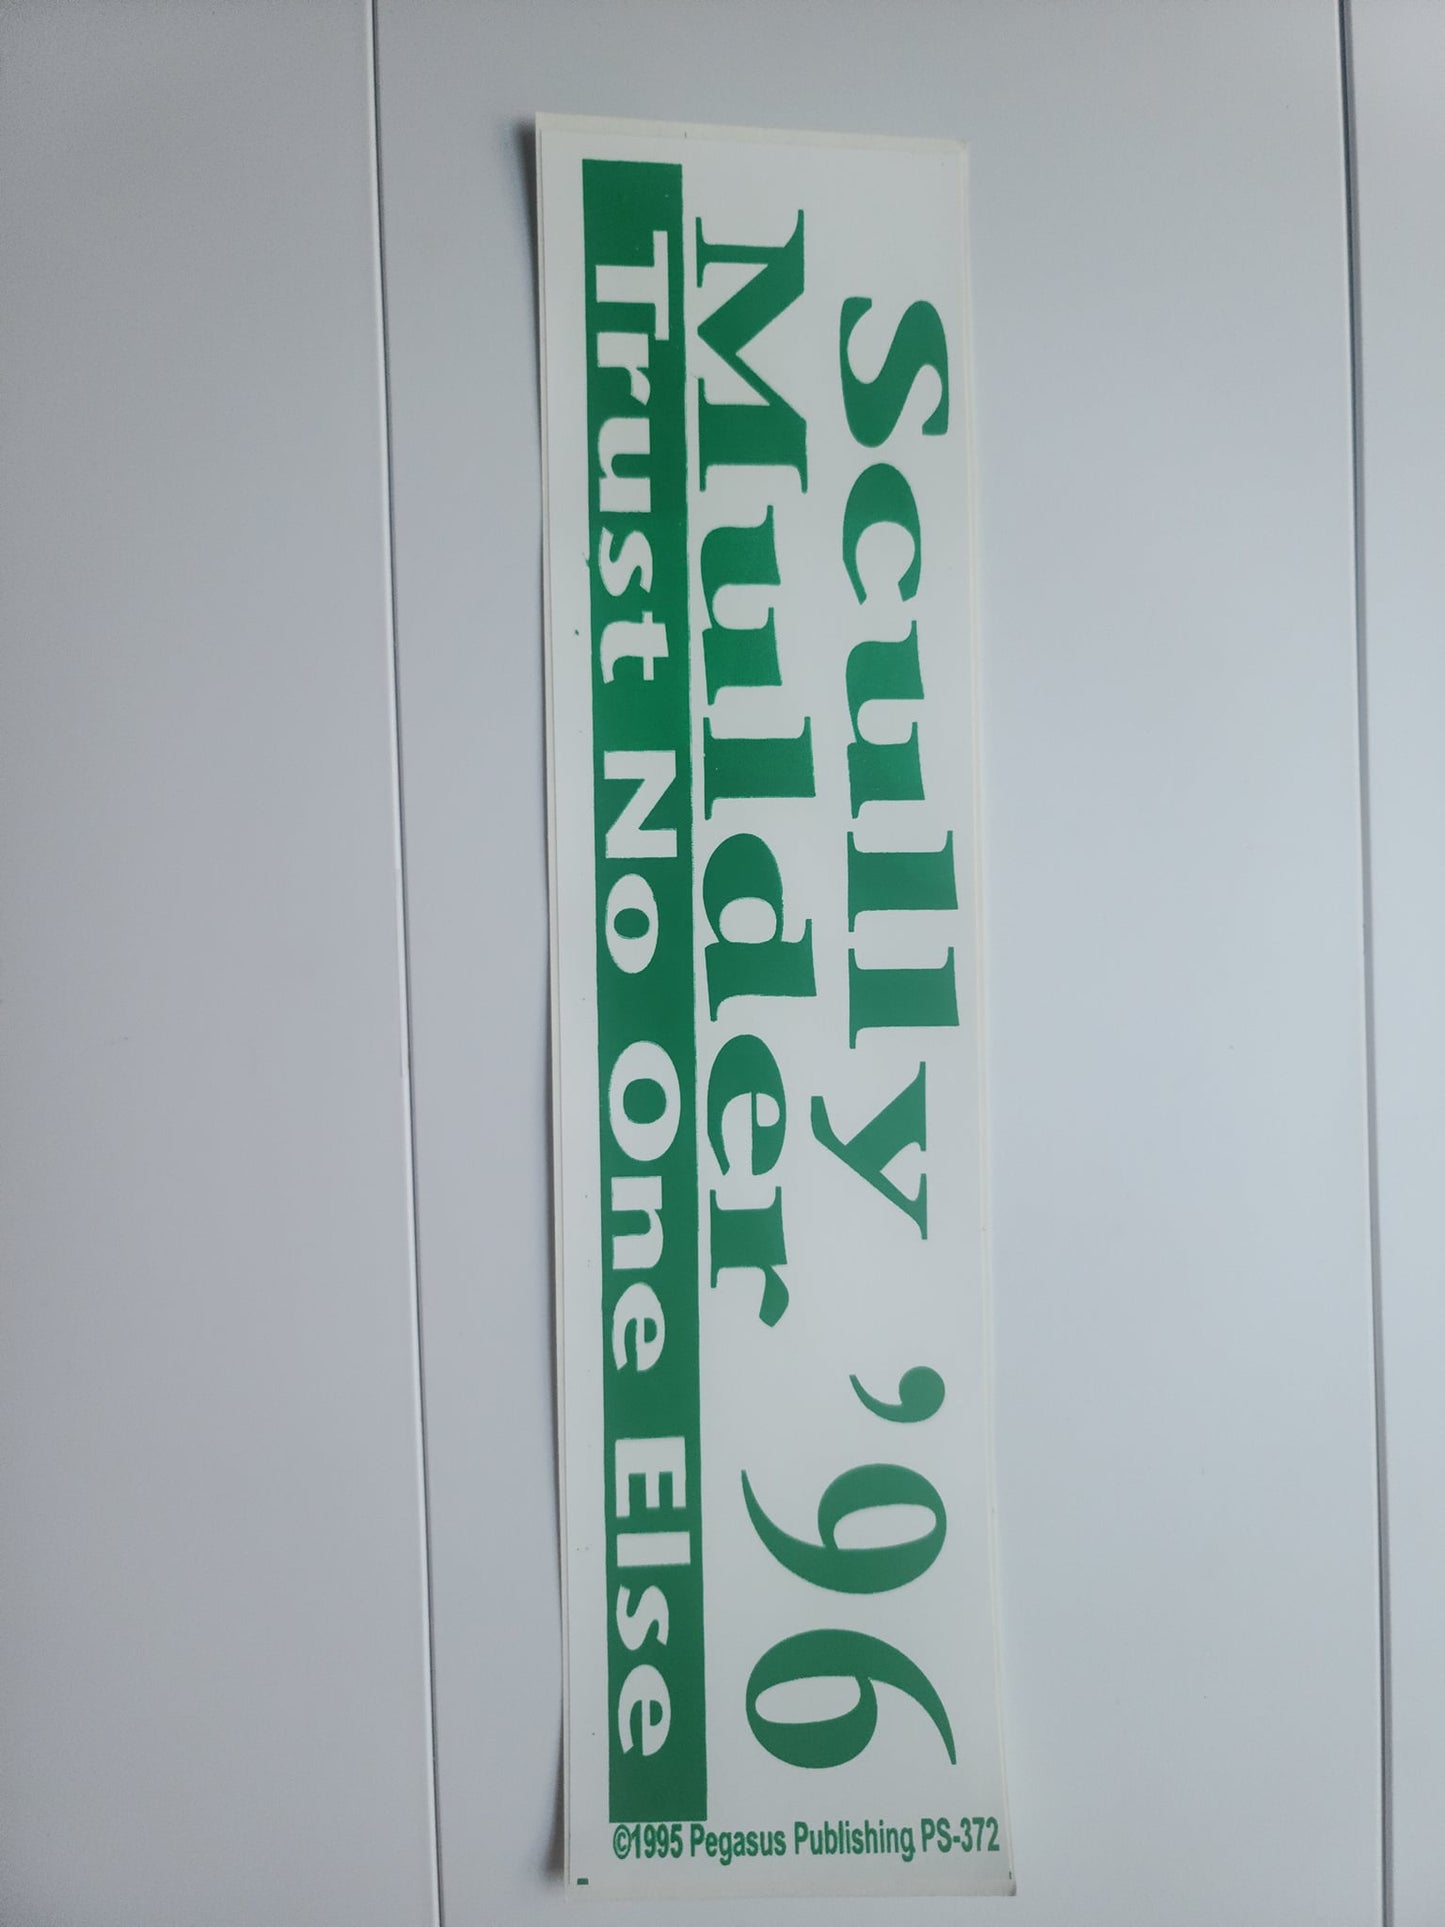 Scully
Mulder
’96
Trust No One Else
©1995 Pegasus Publishing PS-372